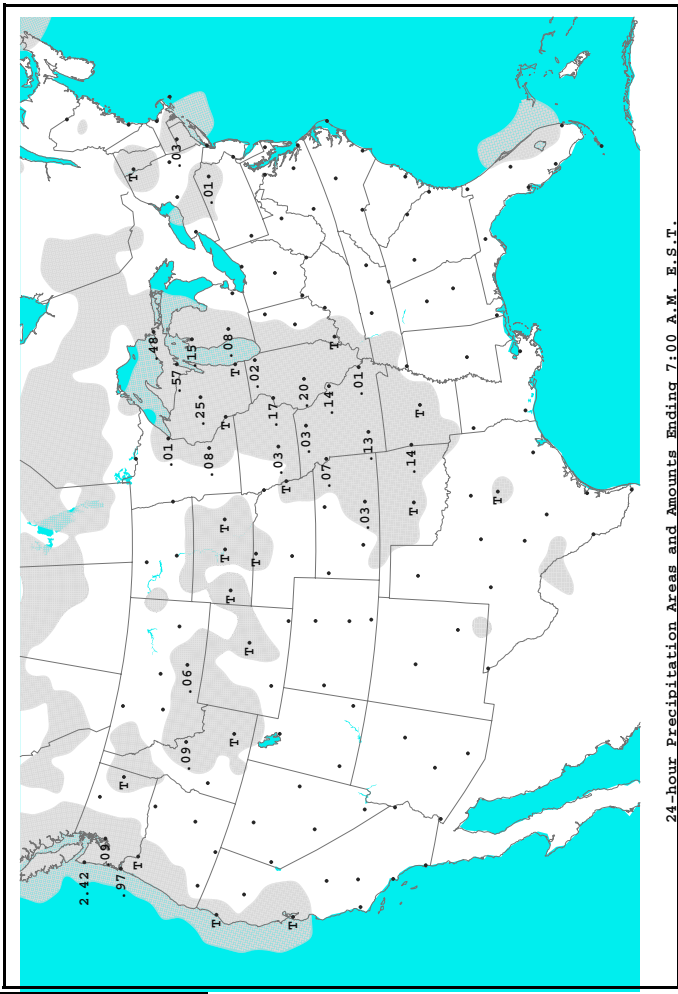 2.42
.09
.97
T
T
T
.48
.01
.03
.57
.09
.06
.15
.25
.01
.08
T
T
T
T
.08
T
T
T
T
.02
T
.17
.03
T
T
.20
.03
.07
.14
T
.01
.03
.13
.14
T
T
T
24-hour Precipitation Areas and Amounts Ending 7:00 A.M. E.S.T.